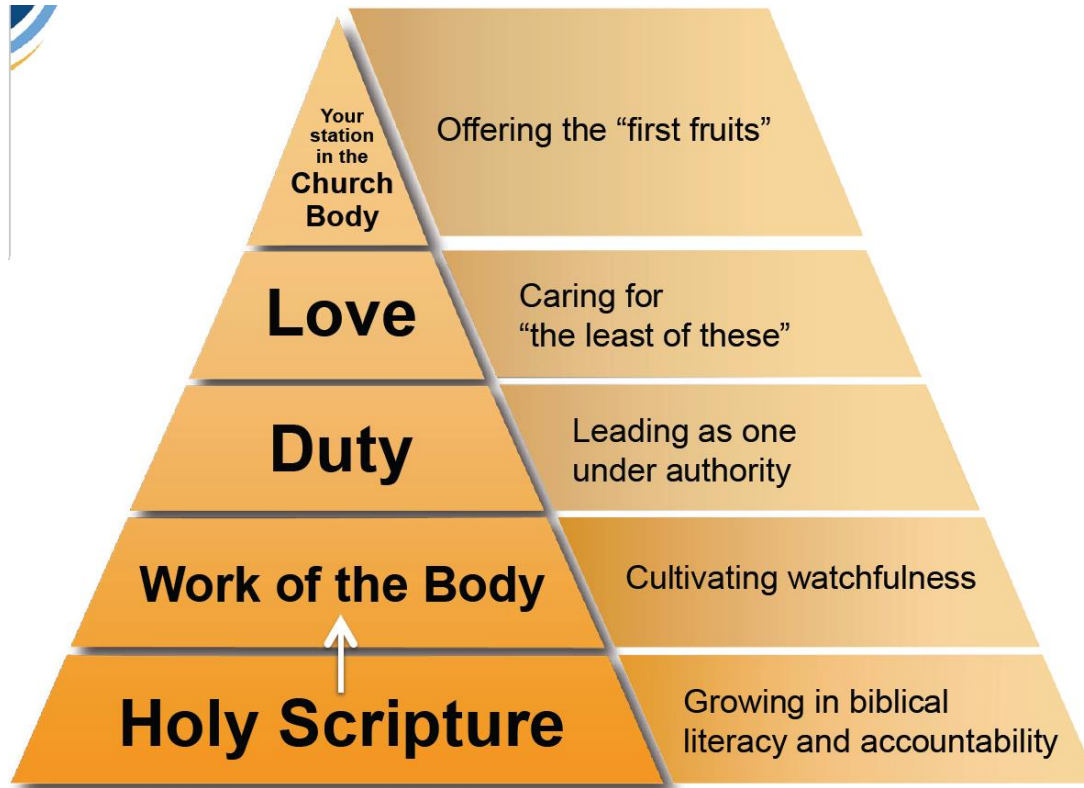 Your
station
in the
Church
Body
Offering the “first fruits”
Love
Caring for
“the least of these”
Duty
Leading as one
under authority
Work of the Body
Cultivating watchfulness
Holy Scripture
Growing in biblical
literacy and accountability